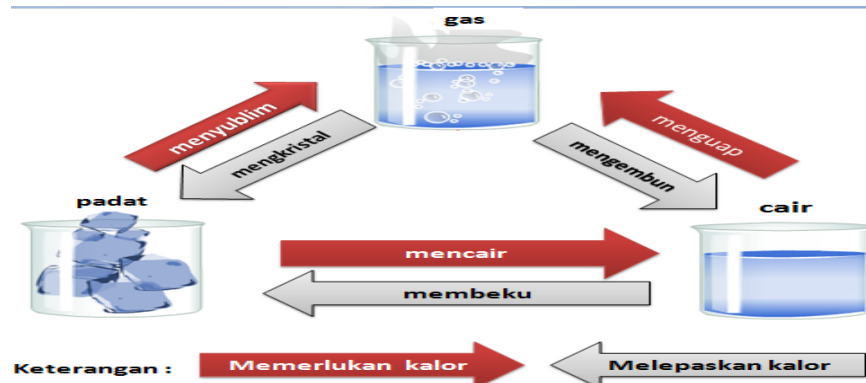 gas
menyublim
mengkristal
menguap
mengembun
padat
cair
mencair
membeku
Keterangan :
Memerlukan kalor
Melepaskan kalor